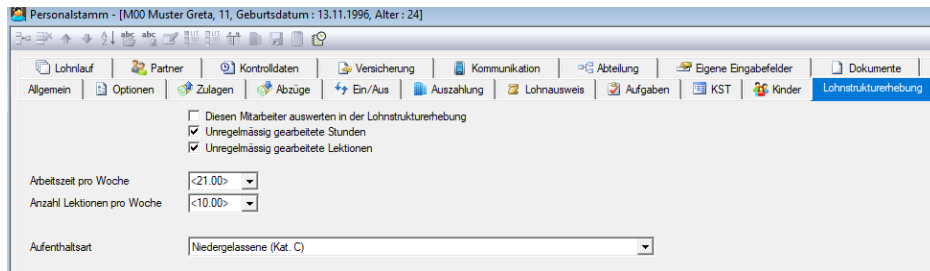 Personalstamm - [M00 Muster Greta, 11, Geburtsdatum : 13.11.1996, Alter : 24]
abc abc
Lohnlauf Partner Kontrolldaten Versicherung Kommunikation Abteilung Eigene Eingabefelder Dokumente
Allgemein Optionen Zulagen Abzüge Ein/Aus Auszahlung Lohnausweis Aufgaben KST Kinder Lohnstrukturerhebung
Diesen Mitarbeiter auswerten in der Lohnstrukturerhebung
Unregelmässig gearbeitete Stunden
Unregelmässig gearbeitete Lektionen
Arbeitszeit pro Woche <21.00>
Anzahl Lektionen pro Woche <10.00>
Aufenthaltsart Niedergelassene (Kat. C)